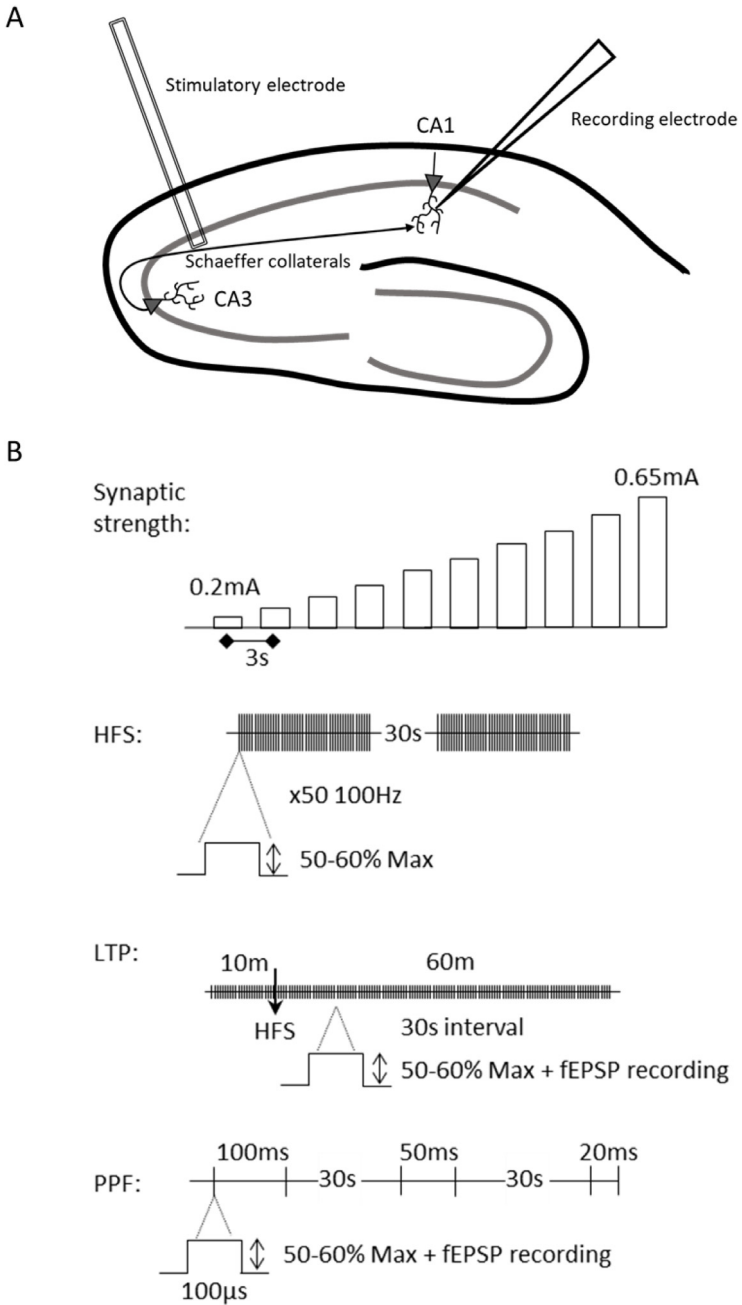 A
Stimulatory electrode
CA1
Recording electrode
Schaeffer collaterals
CA3
B
Synaptic
strength:
0.65mA
0.2mA
3s
HFS:
30s
x50 100Hz
50-60% Max
LTP:
10m
60m
HFS
30s interval
50-60% Max + fEPSP recording
100ms
50ms
20ms
PPF:
30s
30s
50-60% Max + fEPSP recording
100µs